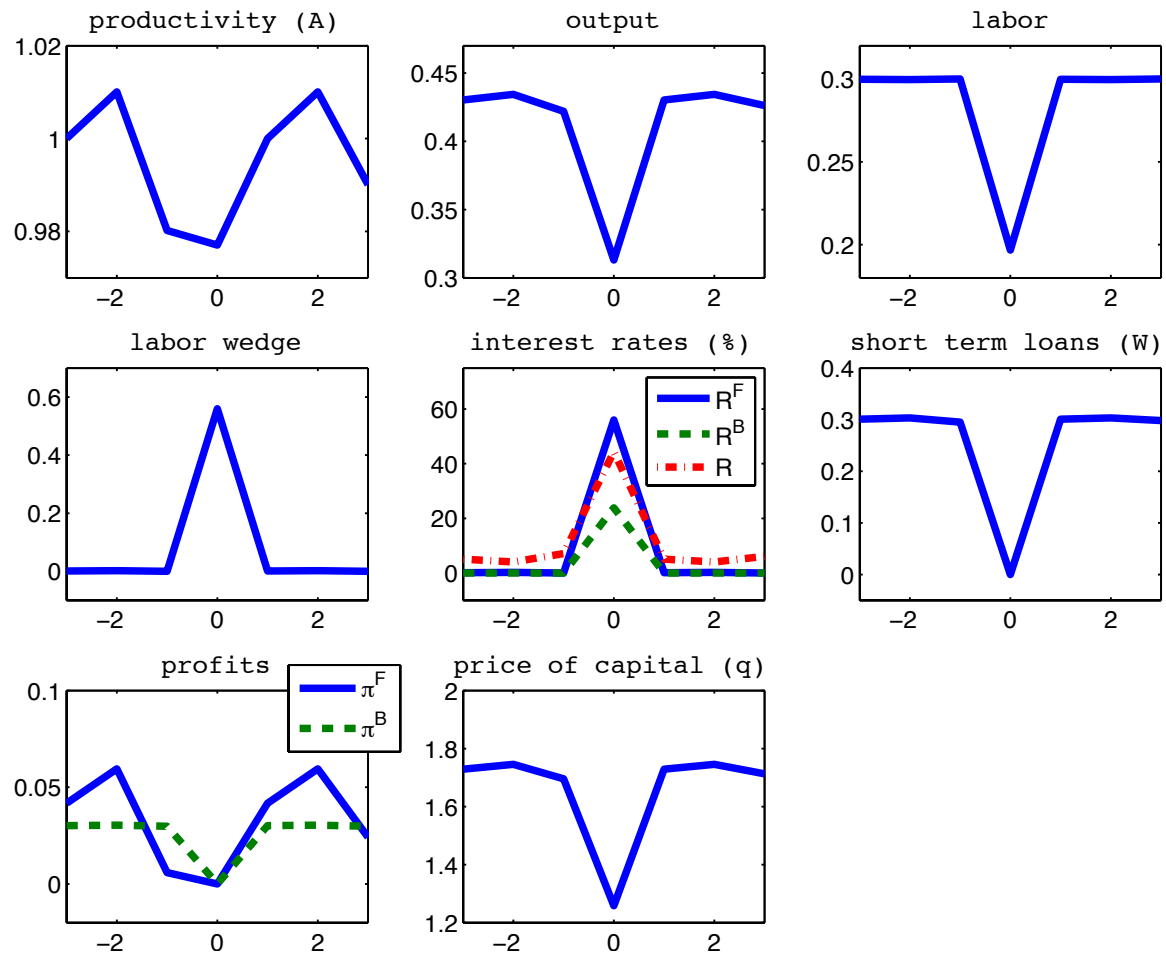 productivity (A)
1.02
1
0.98
−2 0 2
output
0.45
0.4
0.35
0.3
−2 0 2
labor
0.3
0.25
0.2
−2 0 2
labor wedge
0.6
0.4
0.2
0
−2 0 2
interest rates (%)
60
40
20
0
−2 0 2
R^F
R^B
R
short term loans (W)
0.4
0.3
0.2
0.1
0
−2 0 2
profits
0.1
0.05
0
−2 0 2
π^F
π^B
price of capital (q)
2
1.8
1.6
1.4
1.2
−2 0 2